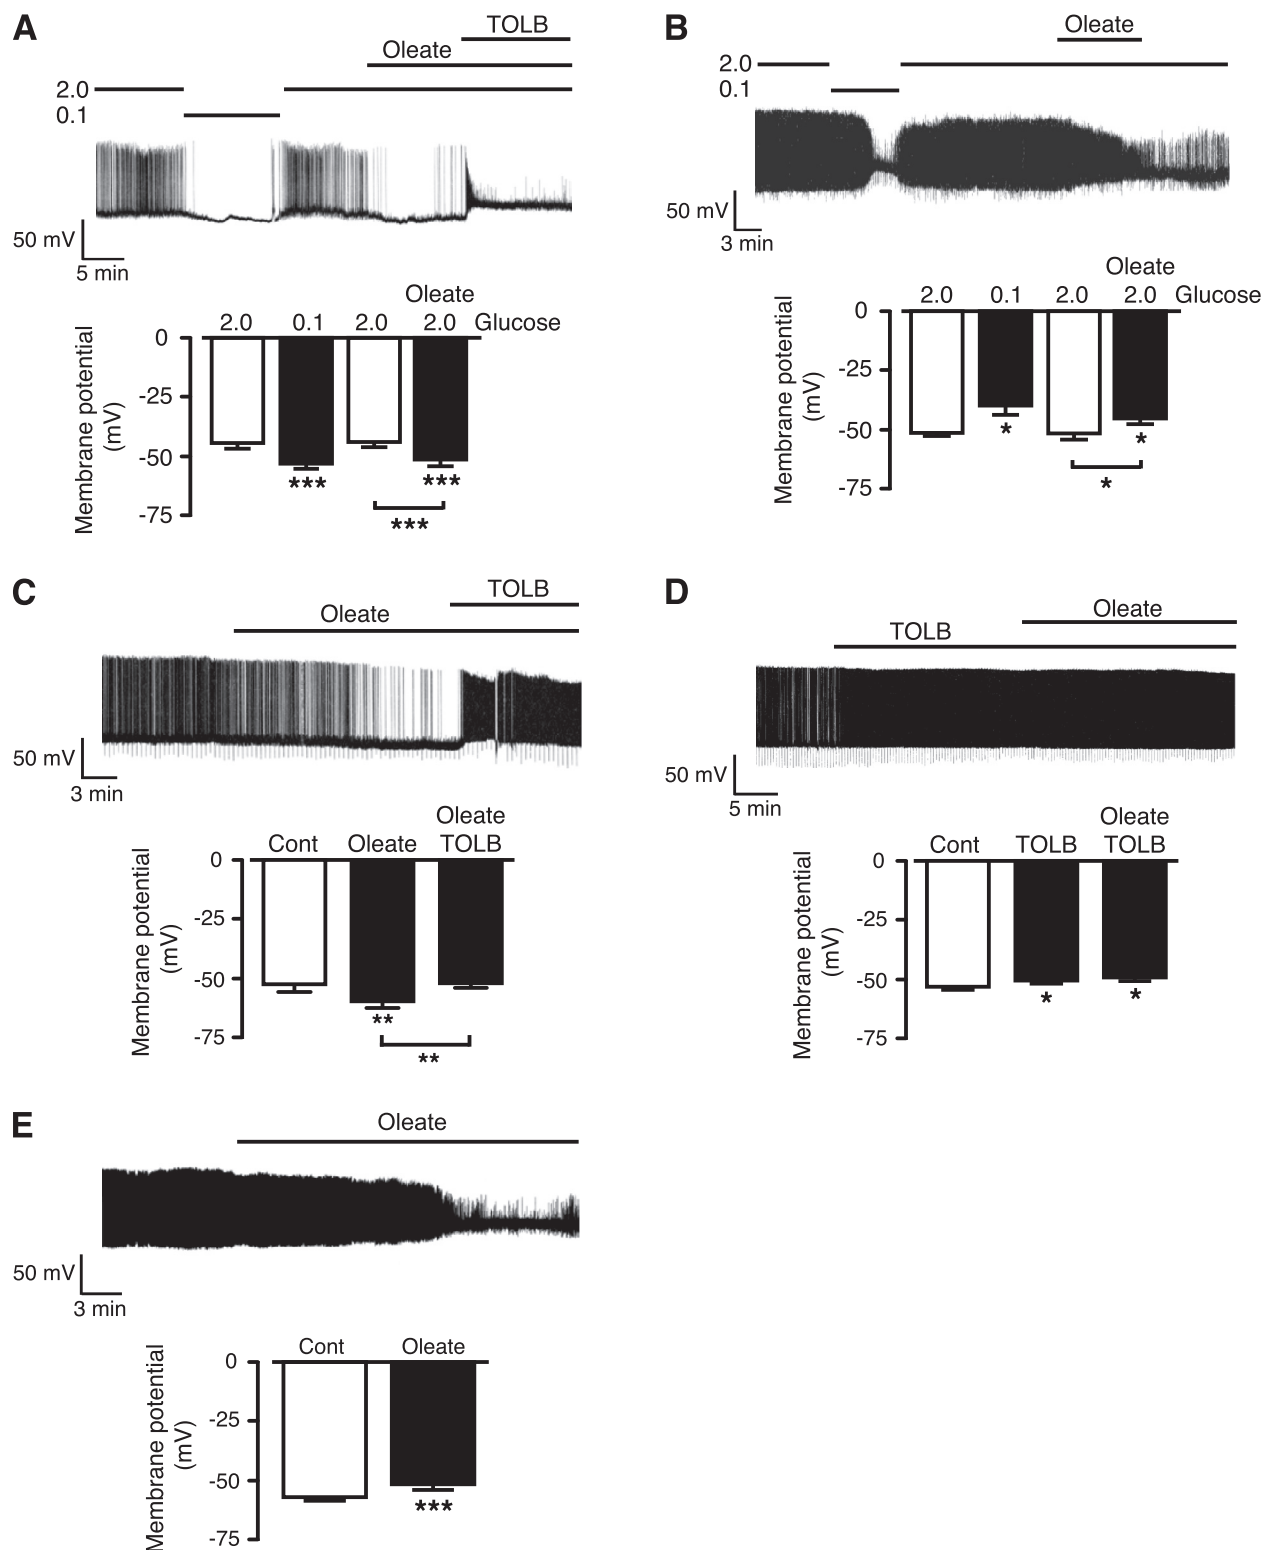 A
TOLB
Oleate
2.0
0.1
50 mV
5 min
Oleate
2.0 0.1 2.0 2.0 Glucose
0
-25
-50
-75
Membrane potential
(mV)
*** ***
***
B
Oleate
2.0
0.1
50 mV
3 min
Oleate
2.0 0.1 2.0 2.0 Glucose
0
-25
-50
-75
Membrane potential
(mV)
* *
*
C
TOLB
Oleate
50 mV
3 min
Oleate
Cont Oleate TOLB
0
-25
-50
-75
Membrane potential
(mV)
**
**
D
Oleate
TOLB
50 mV
5 min
Oleate
Cont TOLB TOLB
0
-25
-50
-75
Membrane potential
(mV)
* *
E
Oleate
50 mV
3 min
Cont Oleate
0
-25
-50
-75
Membrane potential
(mV)
***